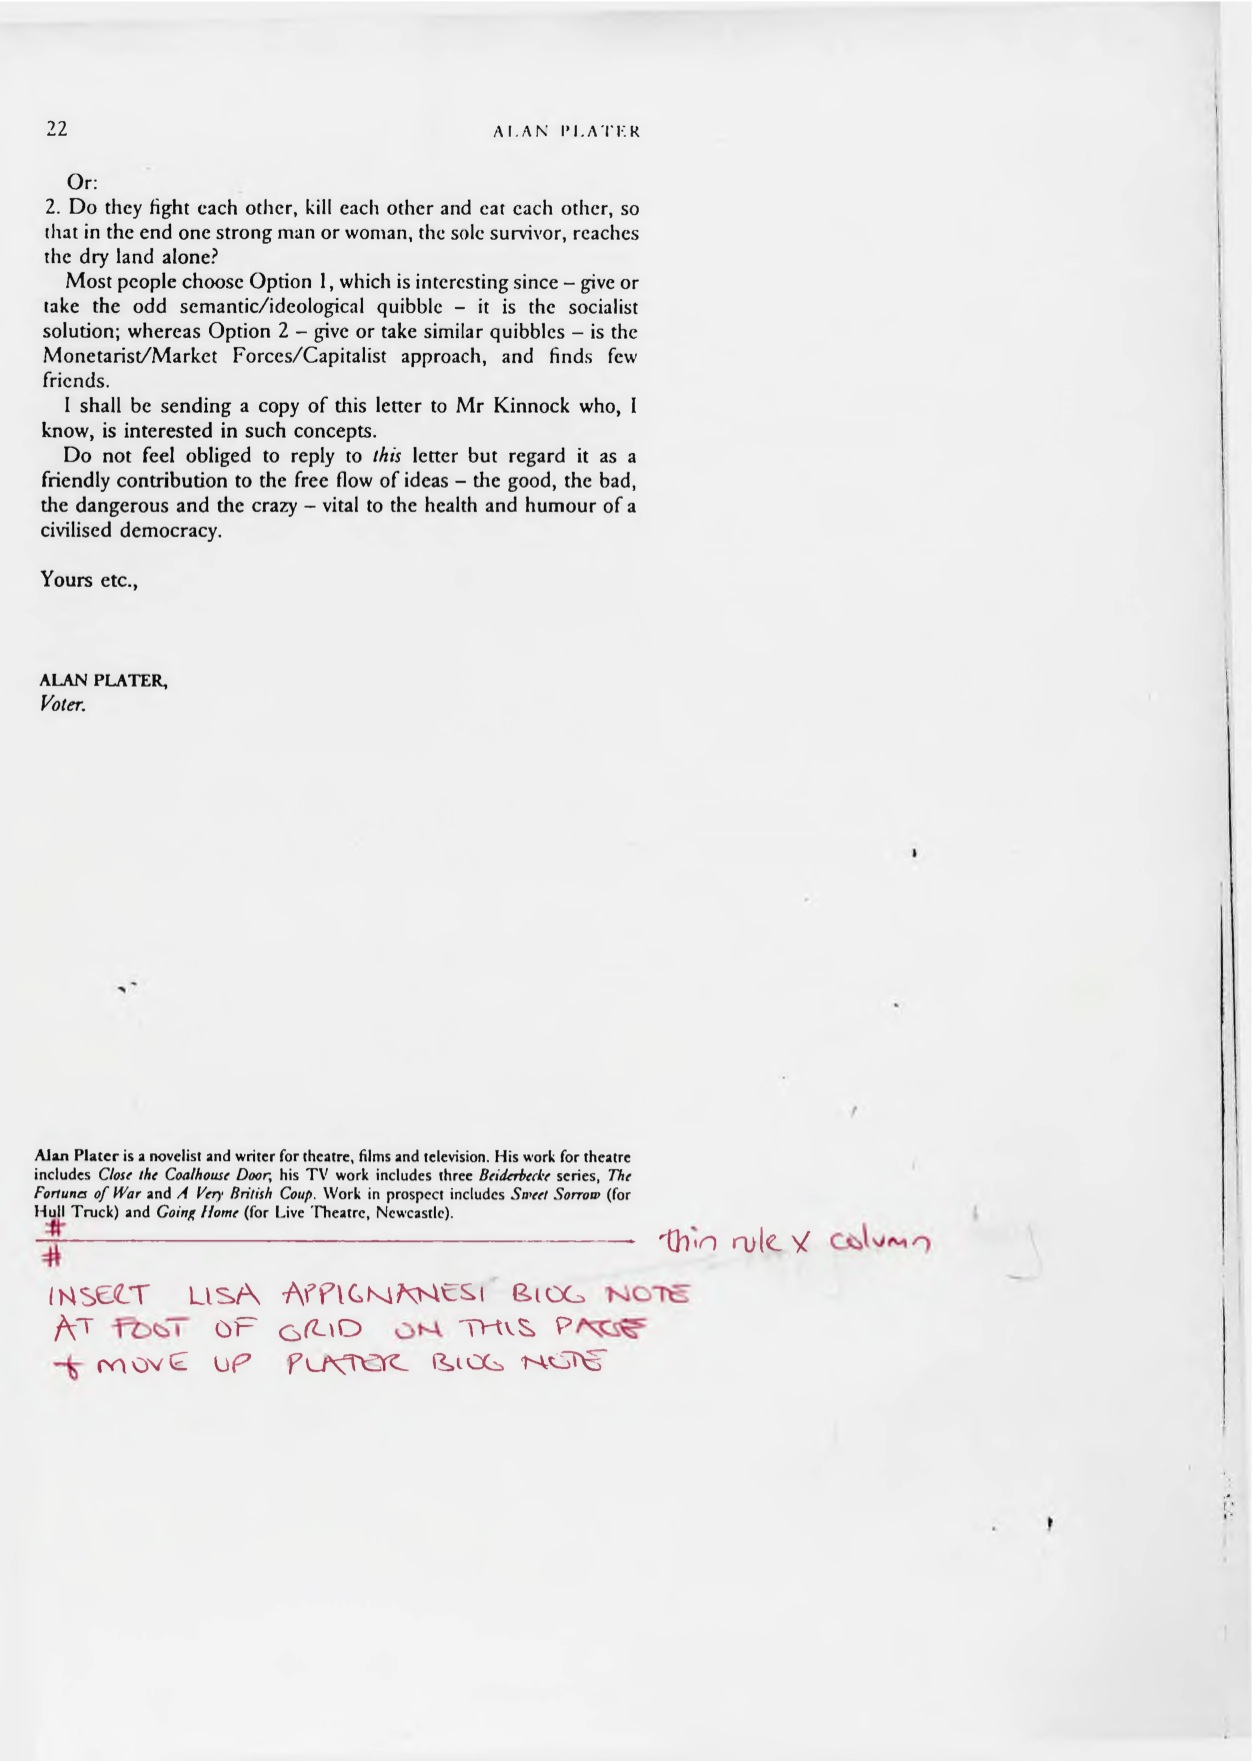 22 ALAN PLATER
Or:
2. Do they fight each other, kill each other and eat each other, so
that in the end one strong man or woman, the sole survivor, reaches
the dry land alone?
Most people choose Option 1, which is interesting since – give or
take the odd semantic/ideological quibble – it is the socialist
solution; whereas Option 2 – give or take similar quibbles – is the
Monetarist/Market Forces/Capitalist approach, and finds few
friends.
I shall be sending a copy of this letter to Mr Kinnock who, I
know, is interested in such concepts.
Do not feel obliged to reply to this letter but regard it as a
friendly contribution to the free flow of ideas – the good, the bad,
the dangerous and the crazy – vital to the health and humour of a
civilised democracy.
Yours etc.,
ALAN PLATER,
Voter.
Alan Plater is a novelist and writer for theatre, films and television. His work for theatre
includes Close the Coalhouse Door; his TV work includes three Beiderbecke series, The
Fortunes of War and A Very British Coup. Work in prospect includes Sweet Sorrow (for
Hull Truck) and Going Home (for Live Theatre, Newcastle).
#
thin rule X column
#
INSERT LISA APPIGNANESI BIOG NOTE
AT FOOT OF GRID ON THIS PAGE
& MOVE UP PLATER BIOG NOTE